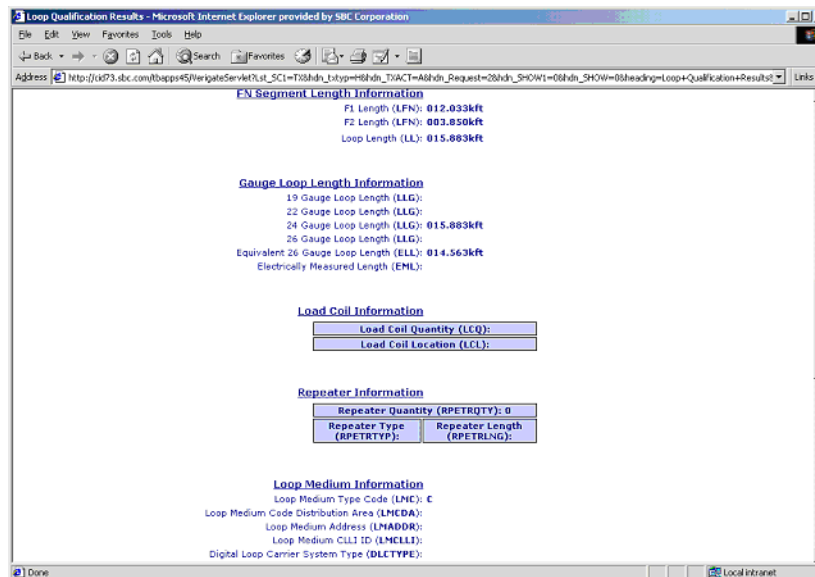 Loop Qualification Results - Microsoft Internet Explorer provided by SBC Corporation
File Edit View Favorites Tools Help
Back Search Favorites
Address http://cid73.sbc.com/tbapps45/VerigateServlet?Lst_SC1=TX&hdn_txtyp=H&hdn_TXACT=A&hdn_Request=2&hdn_SHOW1=0&hdn_SHOW=0&heading=Loop+Qualification+Results Links
FN Segment Length Information
F1 Length (LFN): 012.033kft
F2 Length (LFN): 003.850kft
Loop Length (LL): 015.883kft
Gauge Loop Length Information
19 Gauge Loop Length (LLG):
22 Gauge Loop Length (LLG):
24 Gauge Loop Length (LLG): 015.883kft
26 Gauge Loop Length (LLG):
Equivalent 26 Gauge Loop Length (ELL): 014.563kft
Electrically Measured Length (EML):
Load Coil Information
Load Coil Quantity (LCQ):
Load Coil Location (LCL):
Repeater Information
Repeater Quantity (RPETRQTY): 0
Repeater Type (RPETRTYP): Repeater Length (RPETRLNG):
Loop Medium Information
Loop Medium Type Code (LMC): C
Loop Medium Code Distribution Area (LMCDA):
Loop Medium Address (LMADDR):
Loop Medium CLLI ID (LMCLLI):
Digital Loop Carrier System Type (DLCTYPE):
Done Local intranet